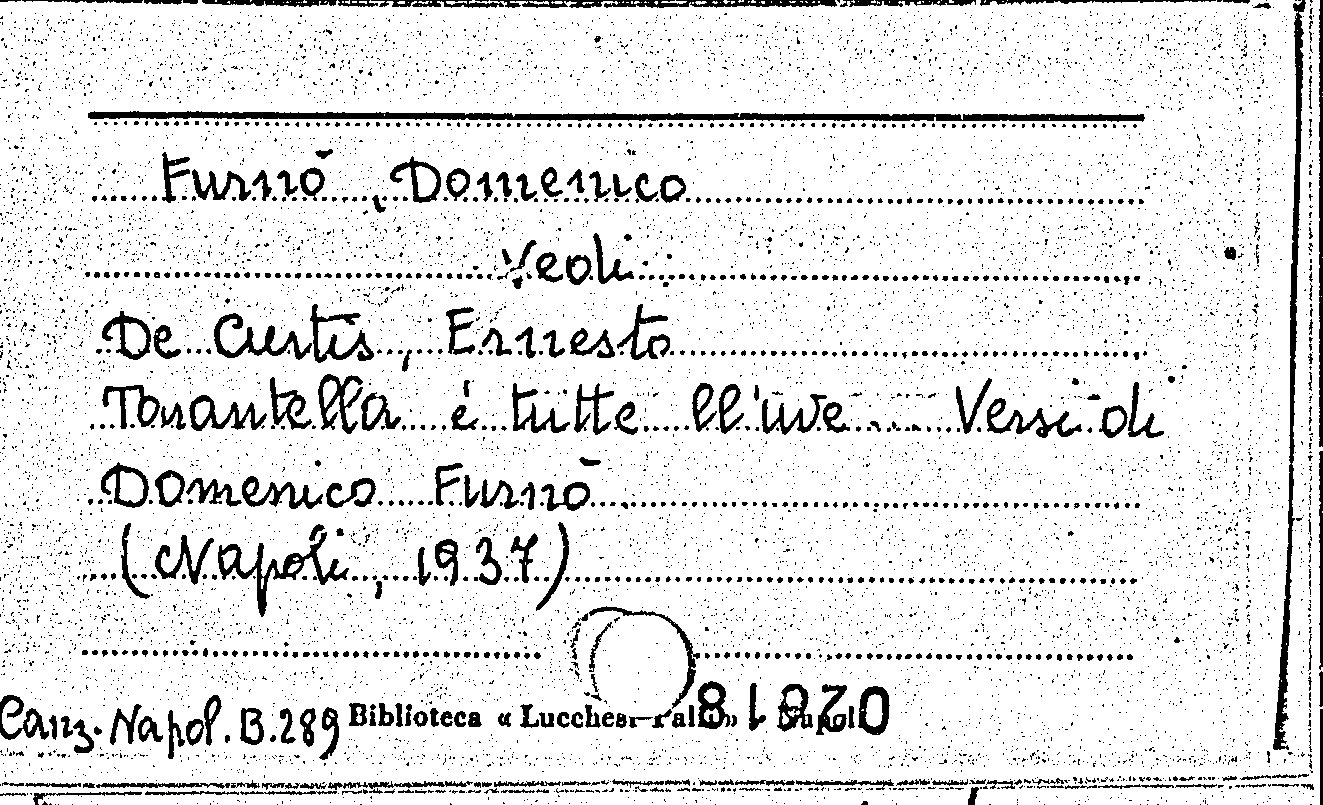 Furnò, Domenico
Vedi:
De Curtis, Ernesto
Tarantella 'e tutte ll'uve.... Versi di
Domenico Furnò
(Napoli, 1937)
Canz. Napol. B.289 Biblioteca « Lucchesi Palli » Napoli